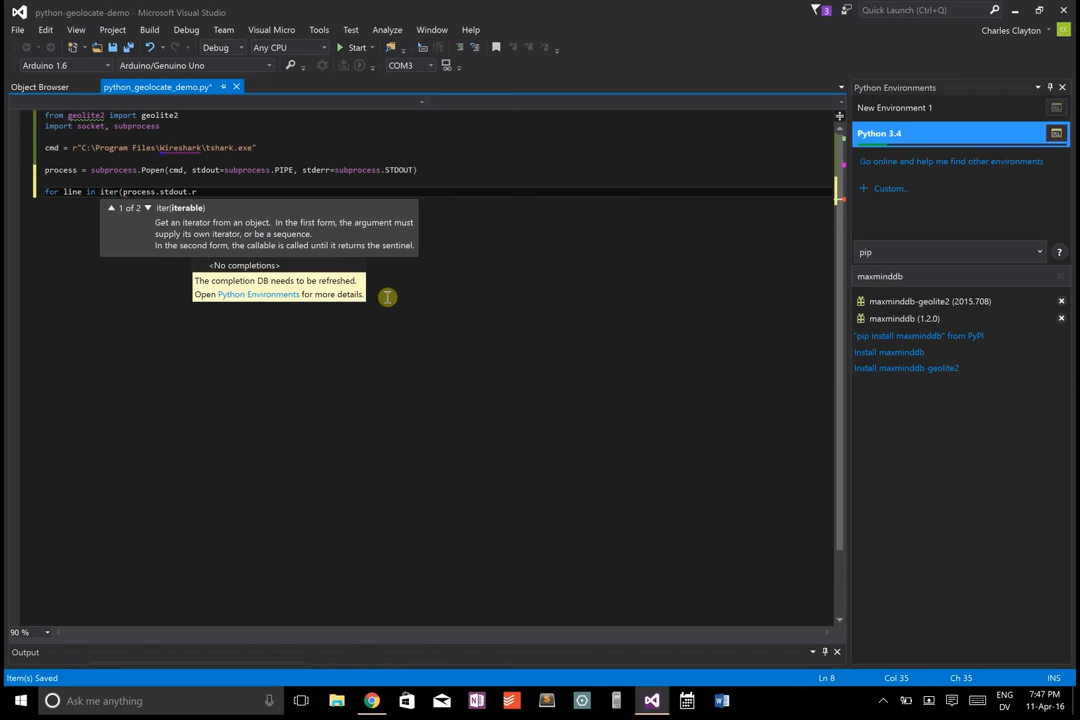 python-geolocate-demo - Microsoft Visual Studio
3
Quick Launch (Ctrl+Q)
File Edit View Project Build Debug Team Visual Micro Tools Test Analyze Window Help
Charles Clayton
CC
Debug Any CPU Start
Arduino 1.6 Arduino/Genuino Uno COM3
Object Browser python_geolocate_demo.py*
from geolite2 import geolite2
import socket, subprocess
cmd = r"C:\Program Files\Wireshark\tshark.exe"
process = subprocess.Popen(cmd, stdout=subprocess.PIPE, stderr=subprocess.STDOUT)
for line in iter(process.stdout.r
1 of 2 iter(iterable)
Get an iterator from an object. In the first form, the argument must
supply its own iterator, or be a sequence.
In the second form, the callable is called until it returns the sentinel.
<No completions>
The completion DB needs to be refreshed.
Open Python Environments for more details.
Python Environments
New Environment 1
Python 3.4
Go online and help me find other environments
+ Custom...
pip
?
maxminddb
maxminddb-geolite2 (2015.708)
maxminddb (1.2.0)
"pip install maxminddb" from PyPI
Install maxminddb
Install maxminddb-geolite2
90 %
Output
Item(s) Saved Ln 8 Col 35 Ch 35 INS
Ask me anything
ENG
DV
7:47 PM
11-Apr-16